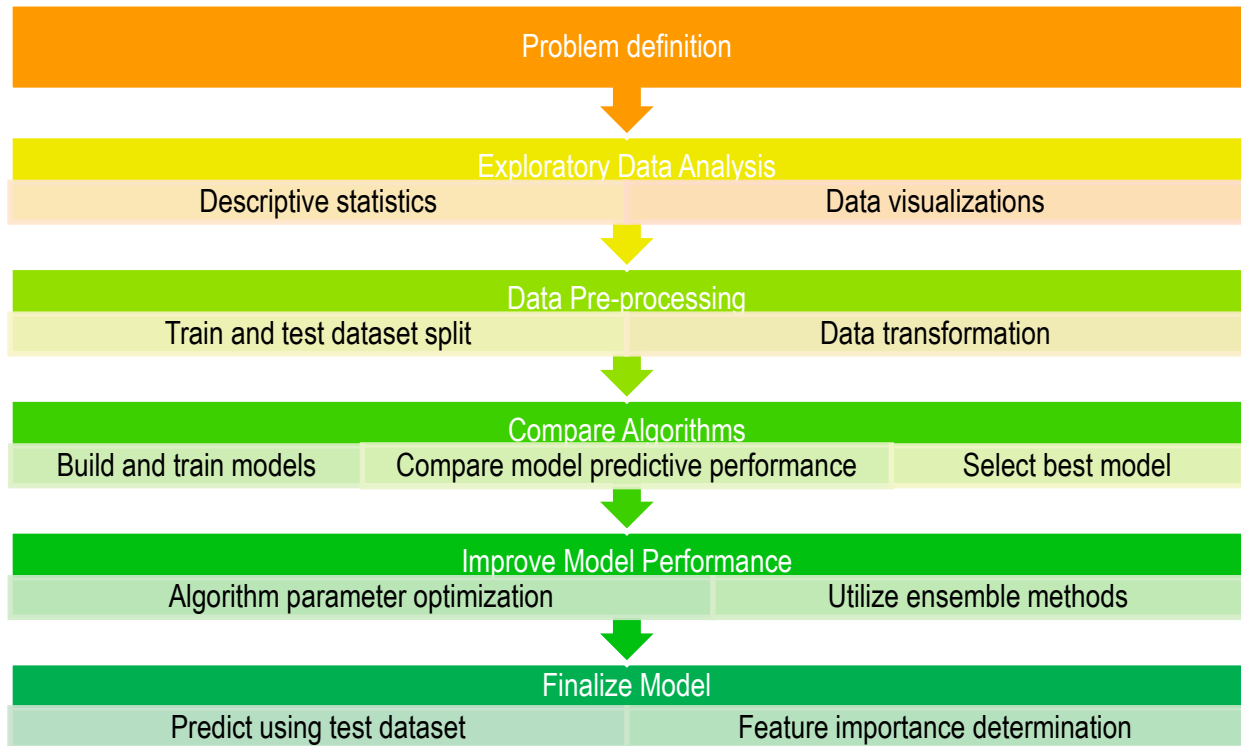 Problem definition
Exploratory Data Analysis
Descriptive statistics
Data visualizations
Data Pre-processing
Train and test dataset split
Data transformation
Compare Algorithms
Build and train models
Compare model predictive performance
Select best model
Improve Model Performance
Algorithm parameter optimization
Utilize ensemble methods
Finalize Model
Predict using test dataset
Feature importance determination